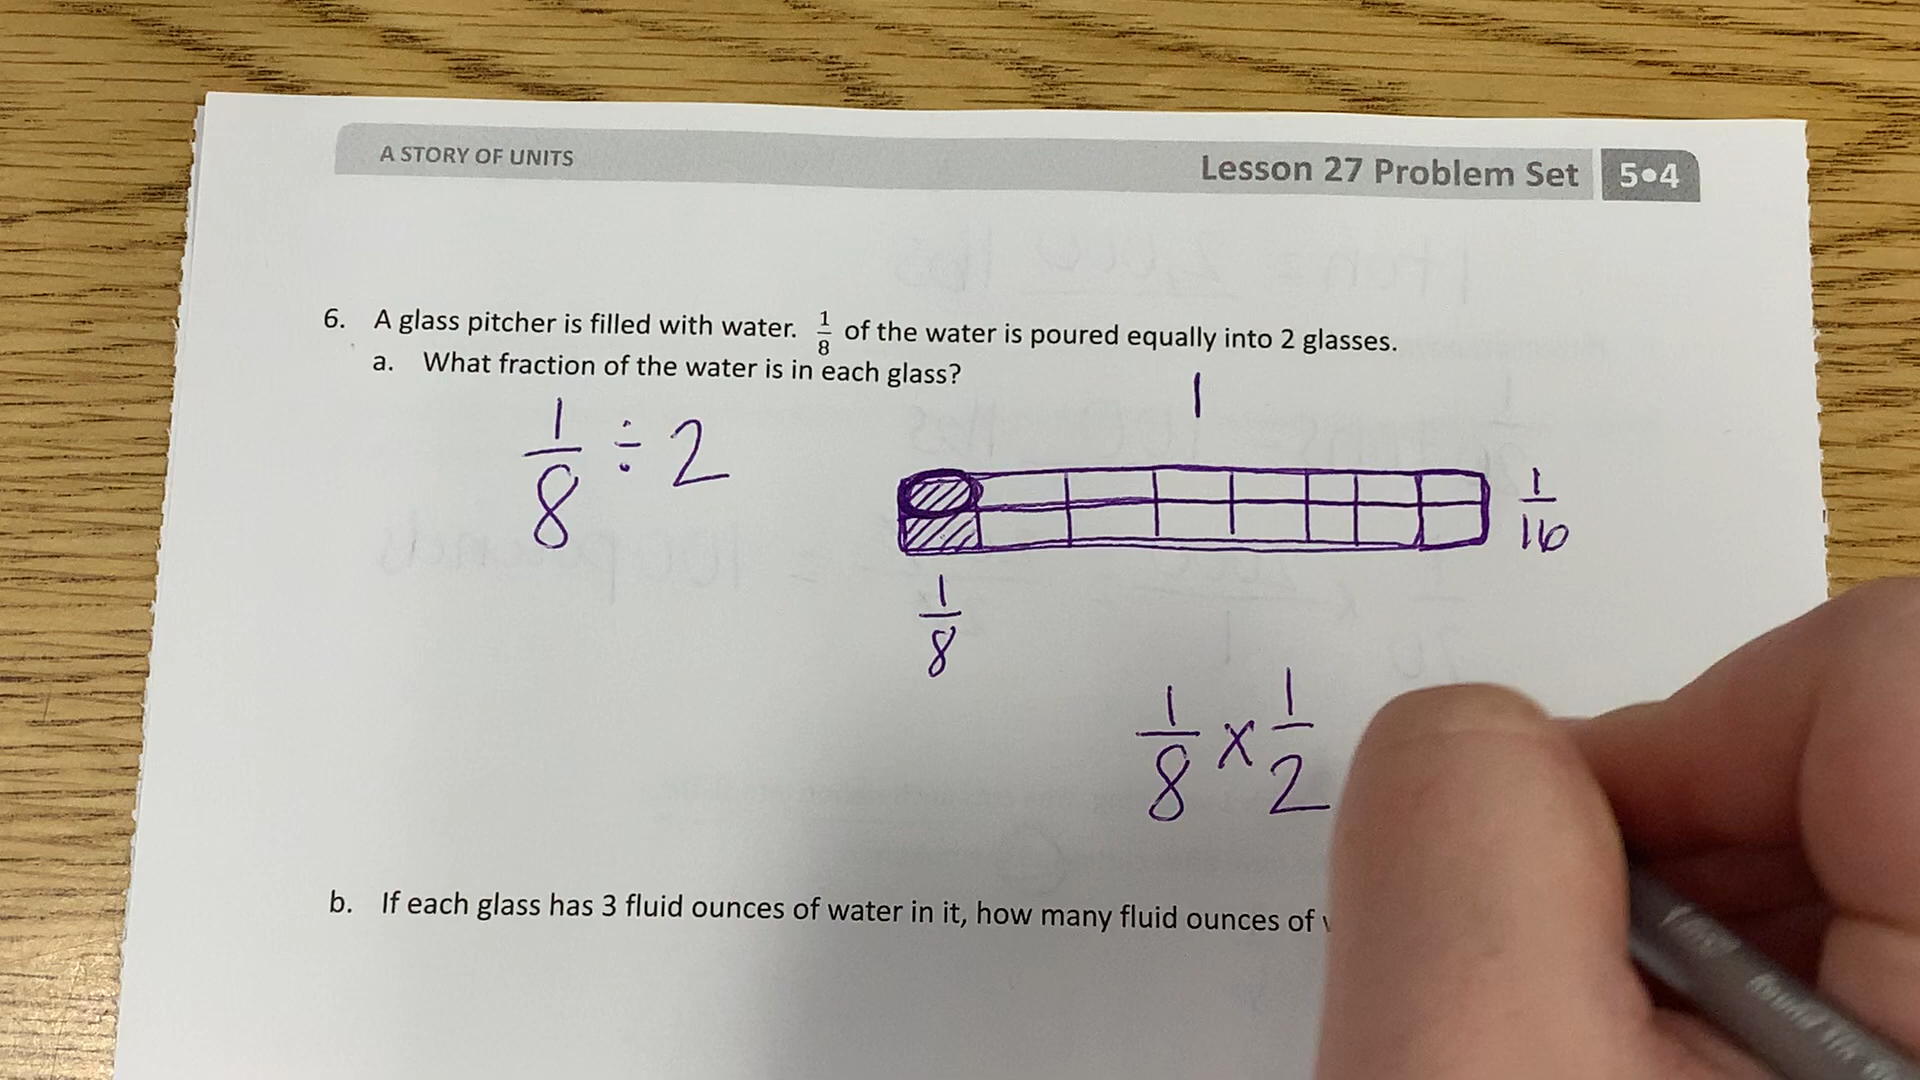 A STORY OF UNITS
Lesson 27 Problem Set 5•4
6. A glass pitcher is filled with water. 1/8 of the water is poured equally into 2 glasses.
a. What fraction of the water is in each glass?
1/8 ÷ 2
1
1/16
1/8
1/8 × 1/2
b. If each glass has 3 fluid ounces of water in it, how many fluid ounces of